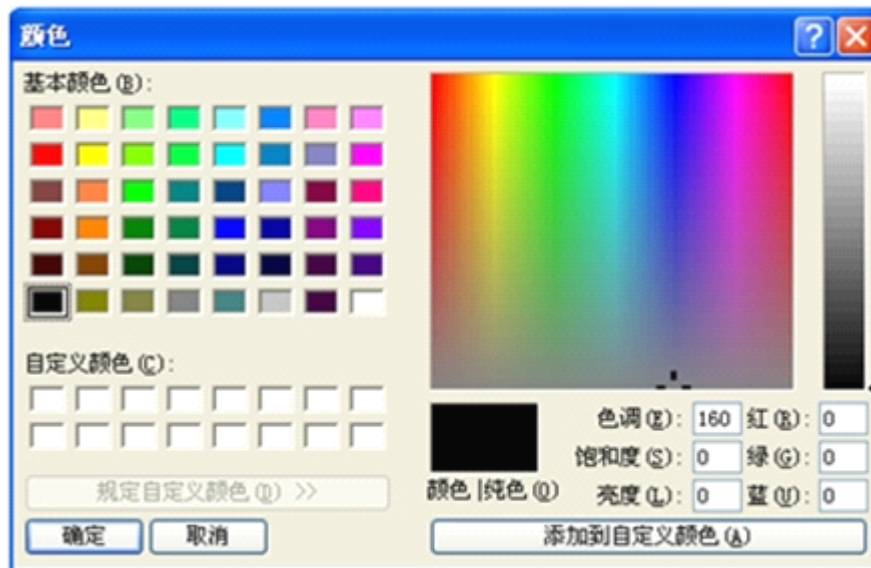 颜色
基本颜色(B):
自定义颜色(C):
规定自定义颜色(D) >>
确定 取消
色调(E): 160 红(R): 0
饱和度(S): 0 绿(G): 0
颜色|纯色(O) 亮度(L): 0 蓝(U): 0
添加到自定义颜色(A)